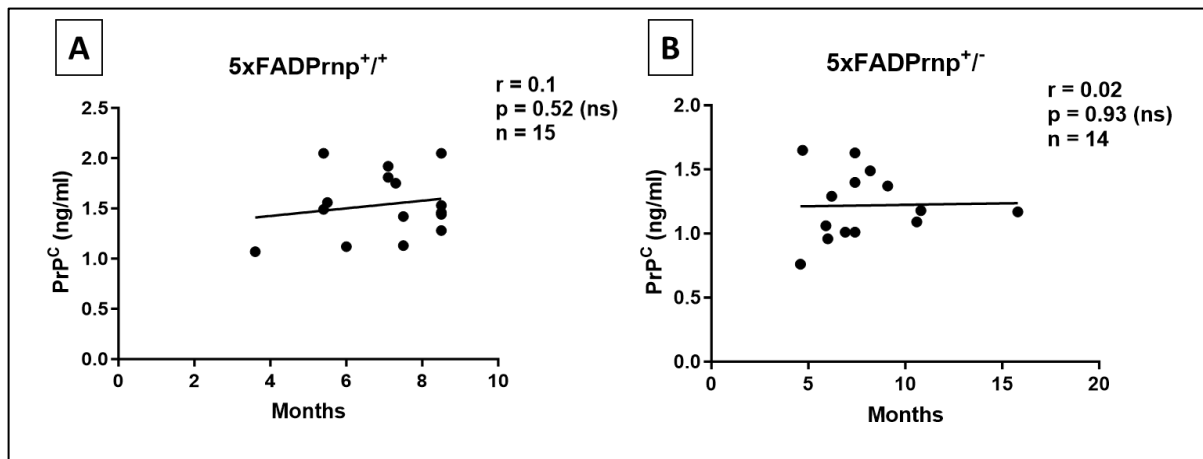 A
5xFADPrnp+/+
r = 0.1
p = 0.52 (ns)
n = 15
PrPC (ng/ml)
2.5
2.0
1.5
1.0
0.5
0.0
0 2 4 6 8 10
Months
B
5xFADPrnp+/-
r = 0.02
p = 0.93 (ns)
n = 14
PrPC (ng/ml)
2.0
1.5
1.0
0.5
0.0
0 5 10 15 20
Months